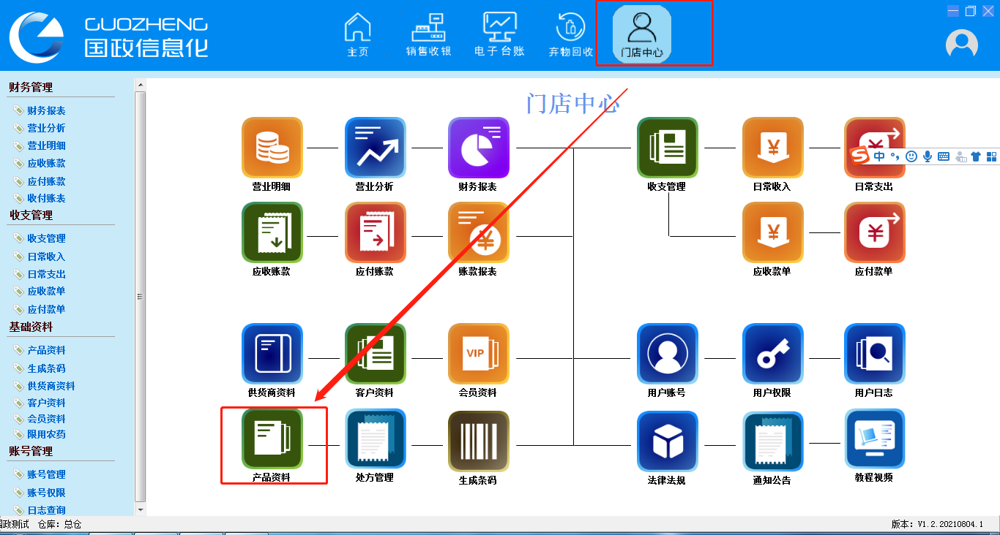 GUOZHENG
国政信息化
主页
销售收银
电子台账
弃物回收
门店中心
财务管理
财务报表
营业分析
营业明细
应收账款
应付账款
收付账表
收支管理
收支管理
日常收入
日常支出
应收款单
应付款单
基础资料
产品资料
生成条码
供货商资料
客户资料
会员资料
限用农药
账号管理
账号管理
账号权限
日志查询
门店中心
营业明细
营业分析
财务报表
收支管理
¥
日常收入
¥
日常支出
中
应收账款
应付账款
¥
账款报表
¥
应收款单
¥
应付款单
供货商资料
客户资料
VIP
会员资料
用户账号
用户权限
用户日志
产品资料
处方管理
生成条码
法律法规
通知公告
教程视频
国政测试 仓库：总仓
版本：V1.2.20210804.1